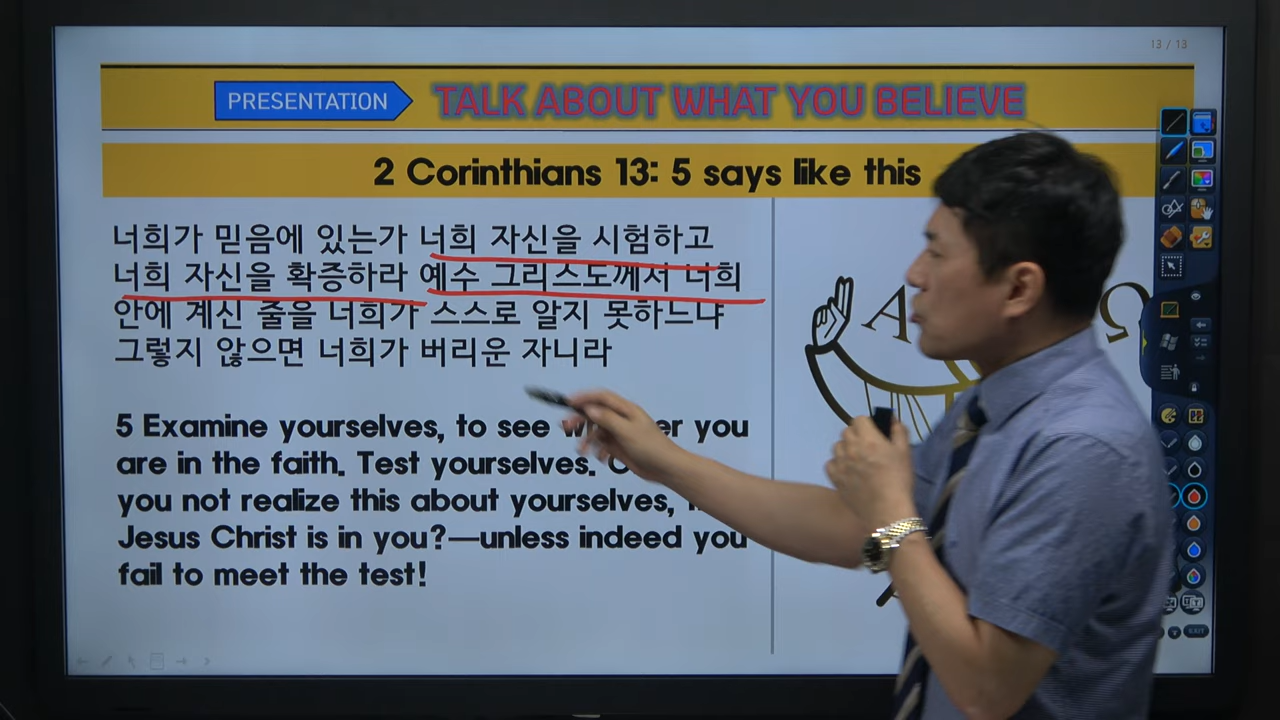 13 / 13
PRESENTATION
TALK ABOUT WHAT YOU BELIEVE
2 Corinthians 13: 5 says like this
너희가 믿음에 있는가 너희 자신을 시험하고
너희 자신을 확증하라 예수 그리스도께서 너희
안에 계신 줄을 너희가 스스로 알지 못하느냐
그렇지 않으면 너희가 버리운 자니라
5 Examine yourselves, to see you
are in the faith. Test yourselves.
you not realize this about yourselves,
Jesus Christ is in you?—unless indeed you
fail to meet the test!
Α
Ω
EXIT